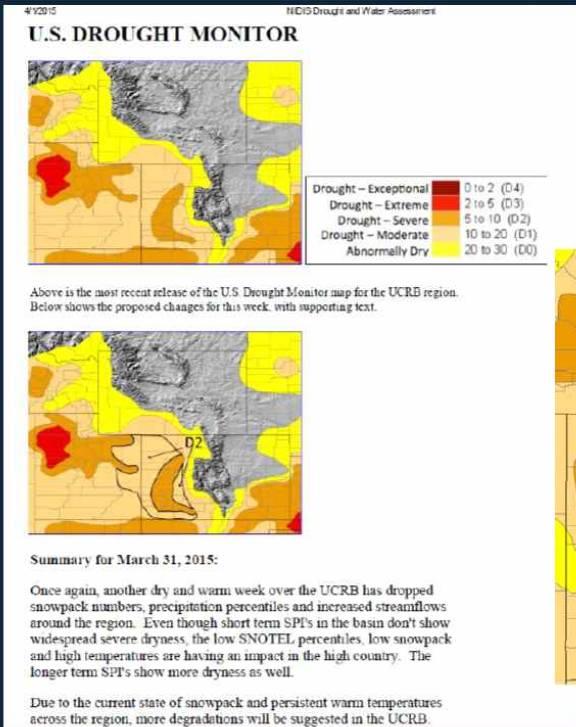 4/1/2015
NIDIS Drought and Water Assessment
U.S. DROUGHT MONITOR
Drought – Exceptional 0 to 2 (D4)
Drought – Extreme 2 to 5 (D3)
Drought – Severe 5 to 10 (D2)
Drought – Moderate 10 to 20 (D1)
Abnormally Dry 20 to 30 (D0)
Above is the most recent release of the U.S. Drought Monitor map for the UCRB region.
Below shows the proposed changes for this week, with supporting text.
D2
Summary for March 31, 2015:
Once again, another dry and warm week over the UCRB has dropped
snowpack numbers, precipitation percentiles and increased streamflows
around the region. Even though short term SPI's in the basin don't show
widespread severe dryness, the low SNOTEL percentiles, low snowpack
and high temperatures are having an impact in the high country. The
longer term SPI's show more dryness as well.
Due to the current state of snowpack and persistent warm temperatures
across the region, more degradations will be suggested in the UCRB.